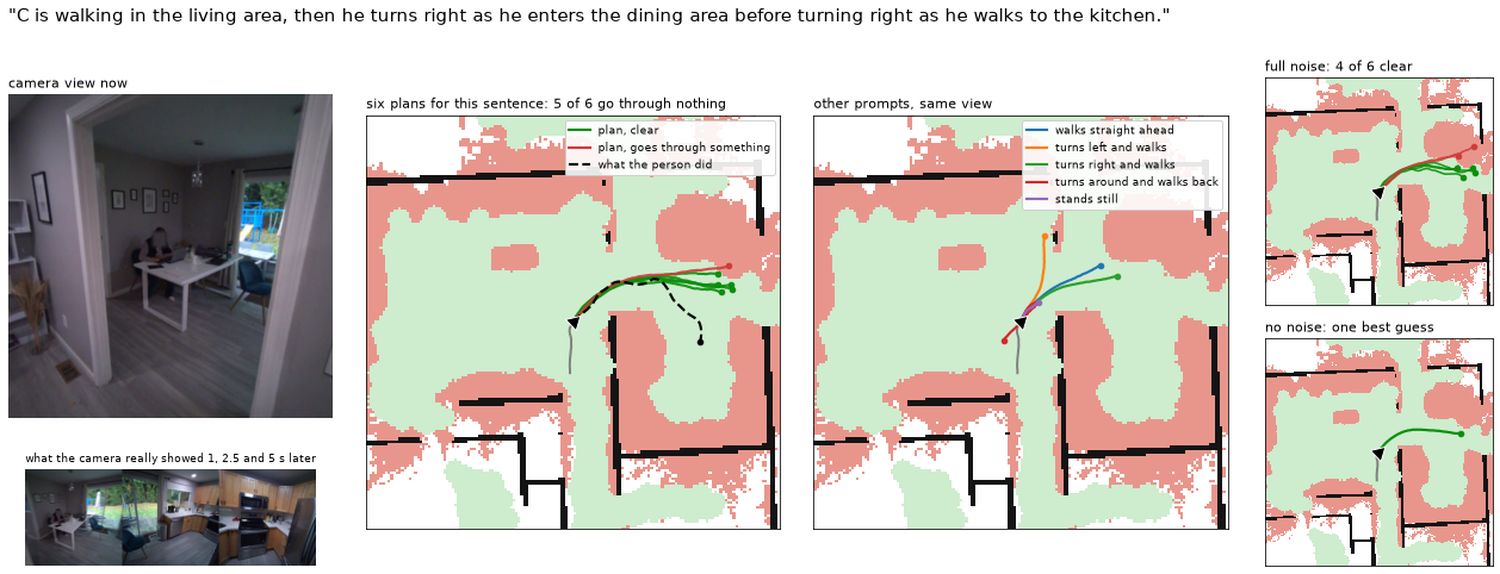 "C is walking in the living area, then he turns right as he enters the dining area before turning right as he walks to the kitchen."
camera view now
what the camera really showed 1, 2.5 and 5 s later
six plans for this sentence: 5 of 6 go through nothing
plan, clear
plan, goes through something
what the person did
other prompts, same view
walks straight ahead
turns left and walks
turns right and walks
turns around and walks back
stands still
full noise: 4 of 6 clear
no noise: one best guess